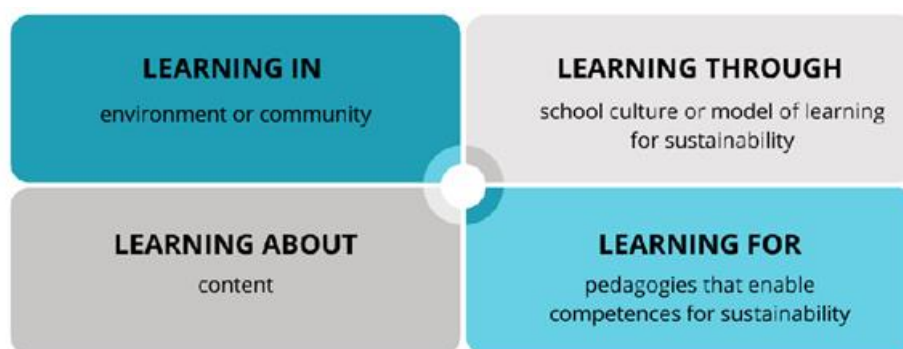 LEARNING IN
environment or community
LEARNING THROUGH
school culture or model of learning
for sustainability
LEARNING ABOUT
content
LEARNING FOR
pedagogies that enable
competences for sustainability